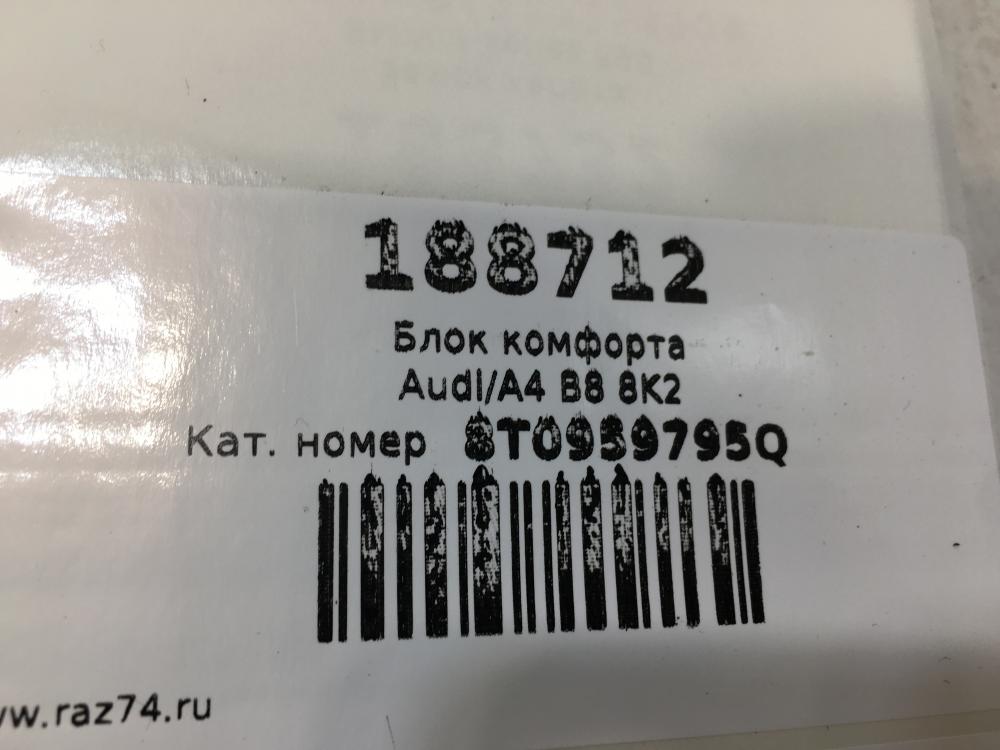 188712
Блок комфорта
Audi/A4 B8 8K2
Кат. номер 8T0959795Q
www.raz74.ru